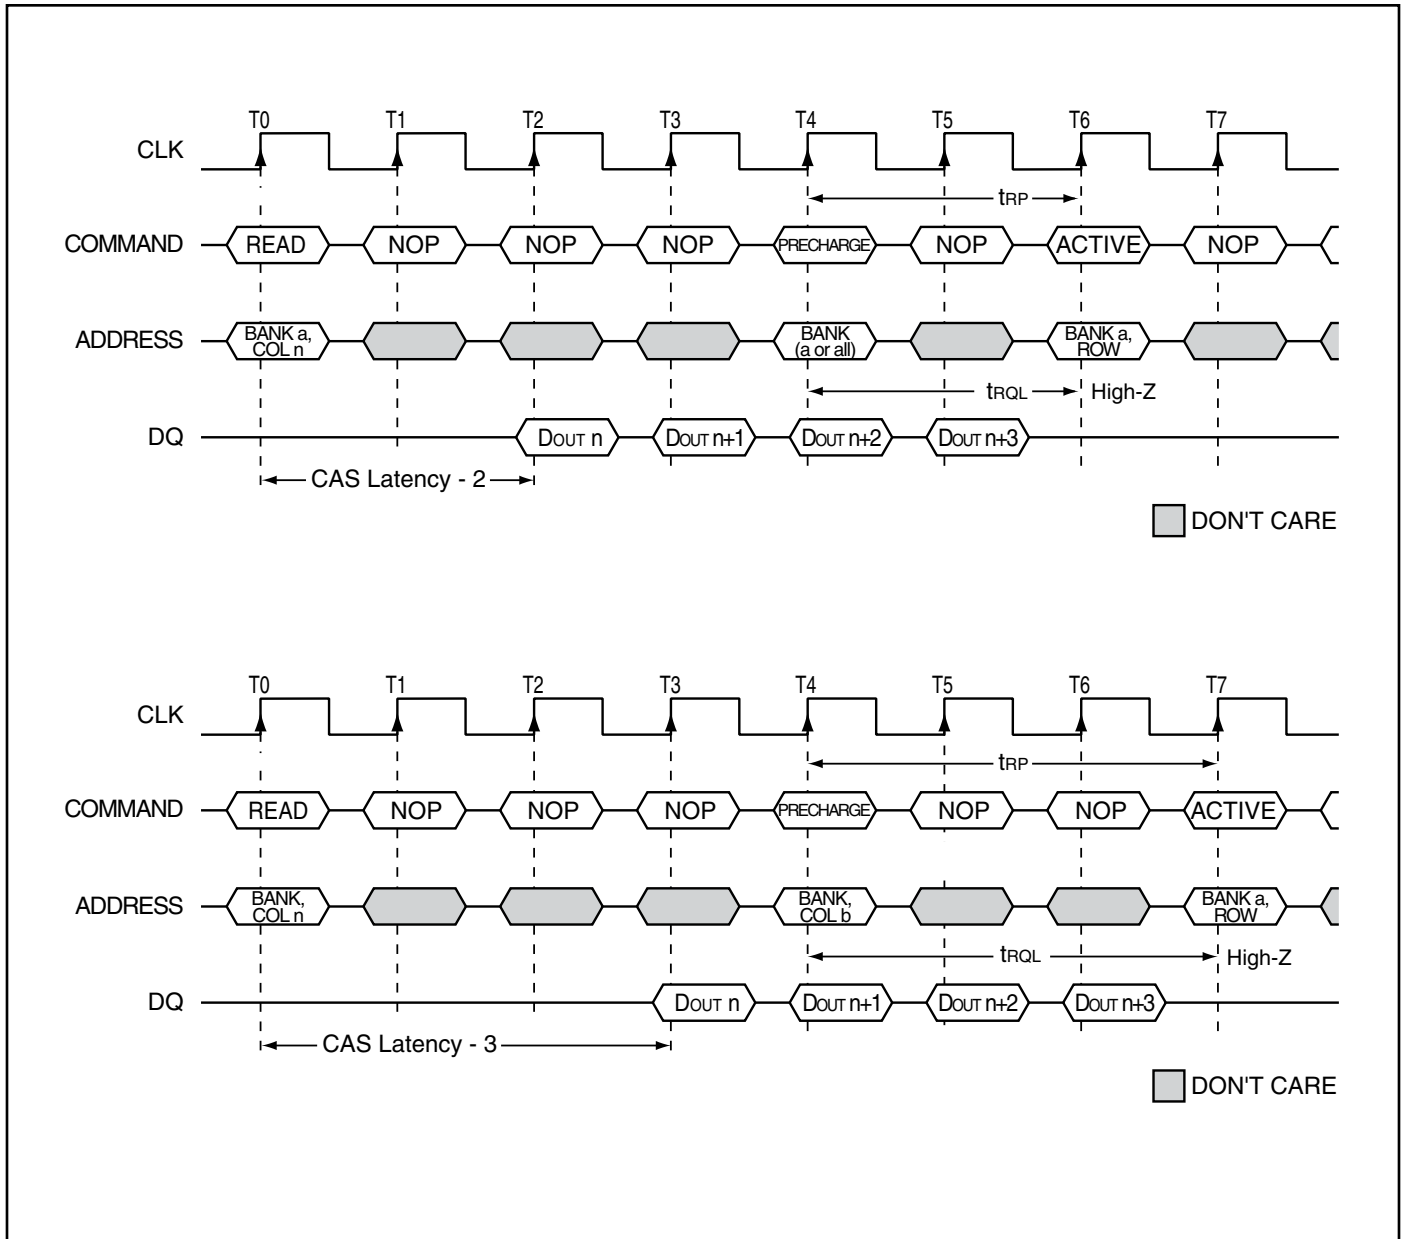 T0 T1 T2 T3 T4 T5 T6 T7
CLK
tRP
COMMAND READ NOP NOP NOP PRECHARGE NOP ACTIVE NOP
ADDRESS BANK a, COL n BANK (a or all) BANK a, ROW
tRQL High-Z
DQ DOUT n DOUT n+1 DOUT n+2 DOUT n+3
CAS Latency - 2
DON'T CARE
T0 T1 T2 T3 T4 T5 T6 T7
CLK
tRP
COMMAND READ NOP NOP NOP PRECHARGE NOP NOP ACTIVE
ADDRESS BANK, COL n BANK, COL b BANK a, ROW
tRQL High-Z
DQ DOUT n DOUT n+1 DOUT n+2 DOUT n+3
CAS Latency - 3
DON'T CARE